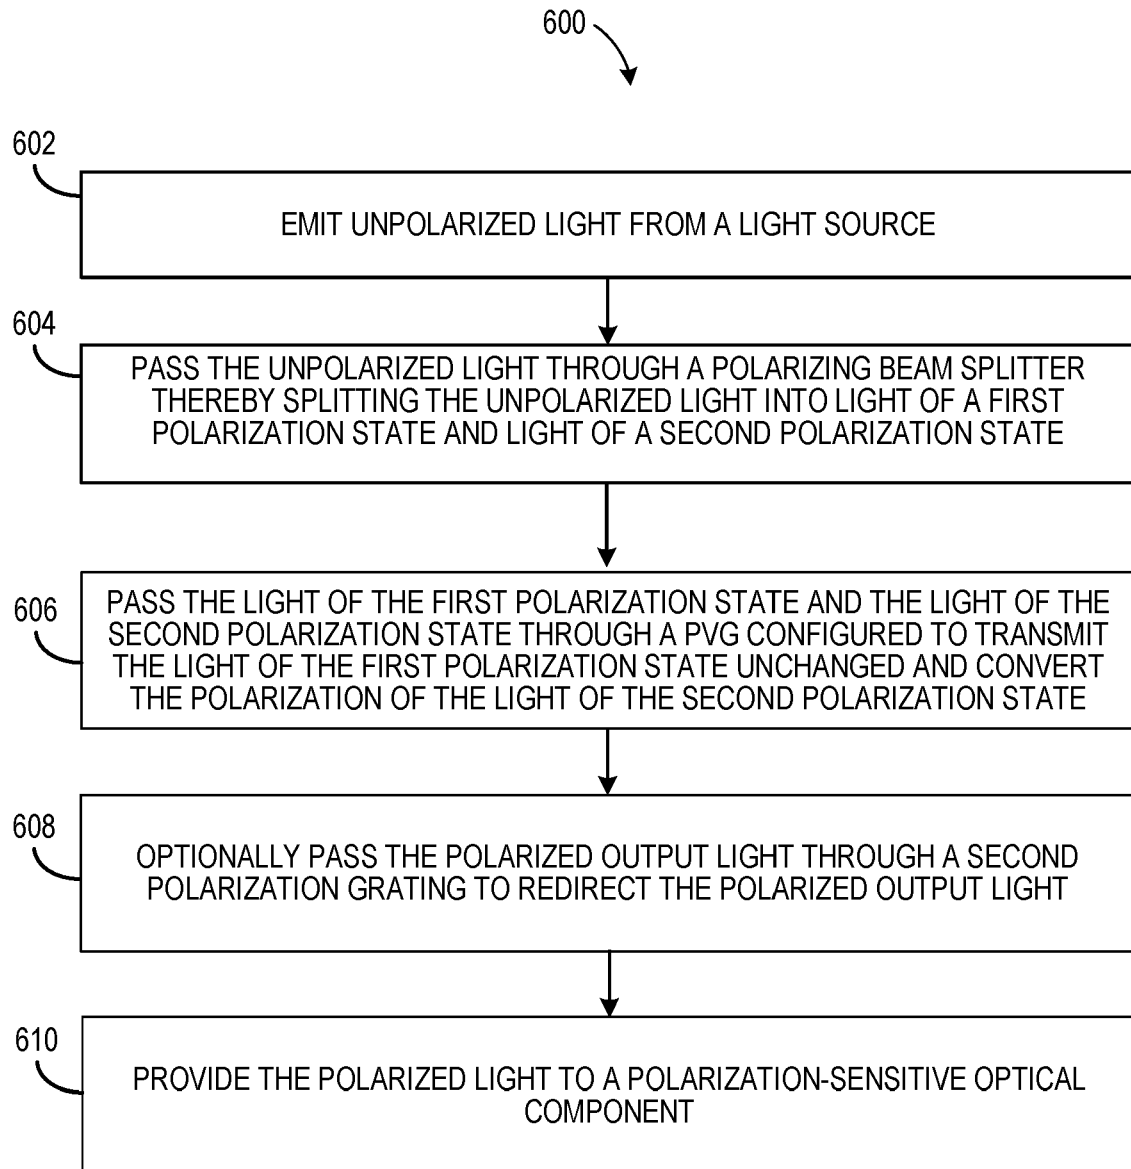 600
602
EMIT UNPOLARIZED LIGHT FROM A LIGHT SOURCE
604
PASS THE UNPOLARIZED LIGHT THROUGH A POLARIZING BEAM SPLITTER
THEREBY SPLITTING THE UNPOLARIZED LIGHT INTO LIGHT OF A FIRST
POLARIZATION STATE AND LIGHT OF A SECOND POLARIZATION STATE
606
PASS THE LIGHT OF THE FIRST POLARIZATION STATE AND THE LIGHT OF THE
SECOND POLARIZATION STATE THROUGH A PVG CONFIGURED TO TRANSMIT
THE LIGHT OF THE FIRST POLARIZATION STATE UNCHANGED AND CONVERT
THE POLARIZATION OF THE LIGHT OF THE SECOND POLARIZATION STATE
608
OPTIONALLY PASS THE POLARIZED OUTPUT LIGHT THROUGH A SECOND
POLARIZATION GRATING TO REDIRECT THE POLARIZED OUTPUT LIGHT
610
PROVIDE THE POLARIZED LIGHT TO A POLARIZATION-SENSITIVE OPTICAL
COMPONENT